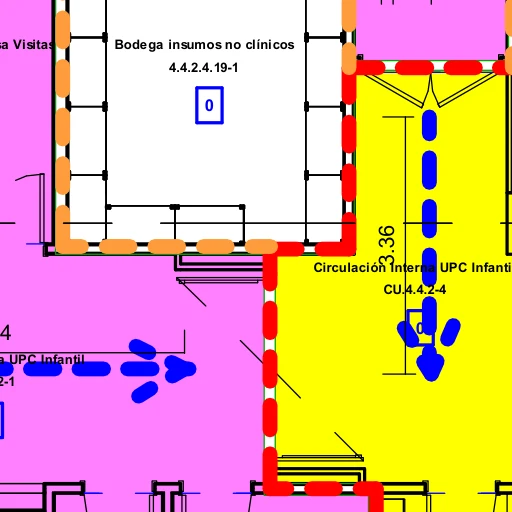 sa Visitas
Bodega insumos no clínicos
4.4.2.4.19-1
0
3.36
Circulación Interna UPC Infanti
CU.4.4.2-4
0
4
a UPC Infantil
2-1